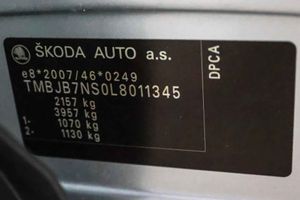 ŠKODA AUTO a.s.
e8*2007/46*0249
TMBJB7NS0L8011345
2157 kg
3957 kg
1- 1070 kg
2- 1130 kg
DPCA